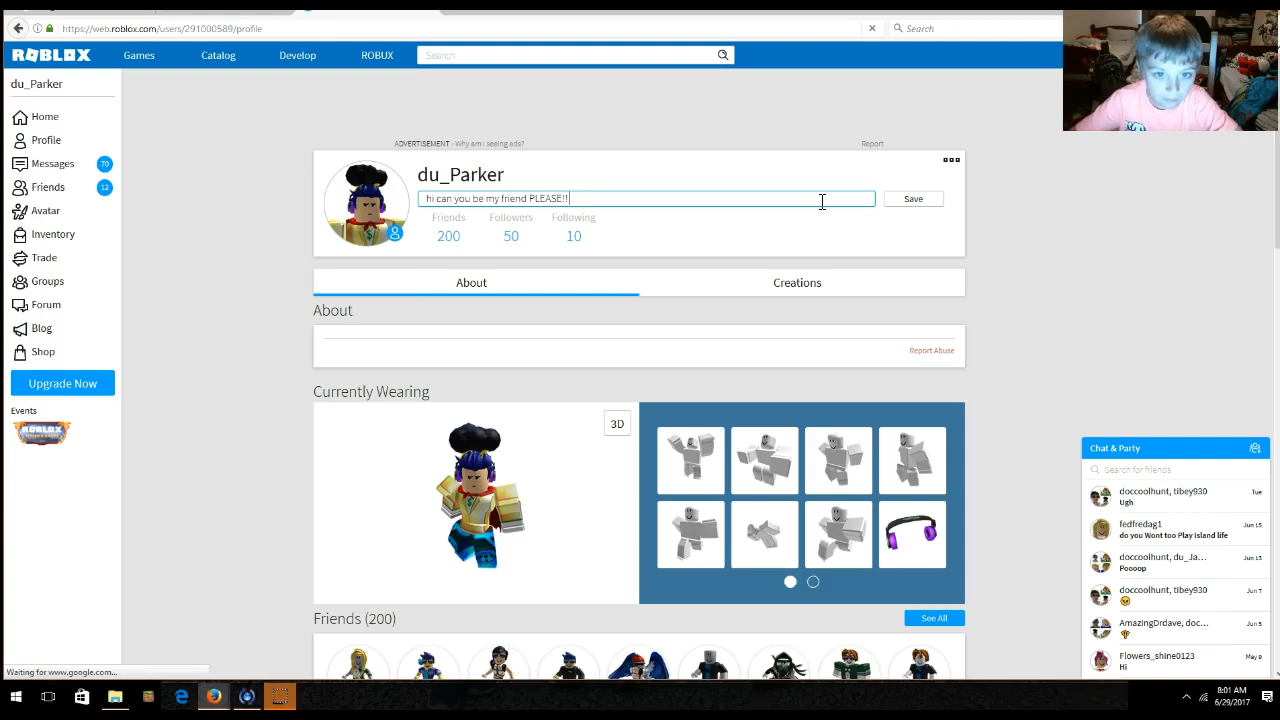 https://web.roblox.com/users/291000589/profile
Search
ROBLOX
Games
Catalog
Develop
ROBUX
Search
du_Parker
Home
Profile
Messages
70
Friends
12
Avatar
Inventory
Trade
Groups
Forum
Blog
Shop
Upgrade Now
Events
ROBLOX
ADVERTISEMENT - Why am i seeing ads?
Report
du_Parker
hi can you be my friend PLEASE!!
Save
Friends
Followers
Following
200
50
10
About
Creations
About
Report Abuse
Currently Wearing
3D
Friends (200)
See All
Chat & Party
Search for friends
doccoolhunt, tibey930
Tue
Ugh
fedfredag1
Jun 15
do you Wont too Play Island life
doccoolhunt, du_Ja...
Jun 13
Poooop
doccoolhunt, tibey930
Jun 7
AmazingDrdave, doc...
Jun 5
Flowers_shine0123
May 9
Hi
Waiting for www.google.com...
8:01 AM
6/29/2017